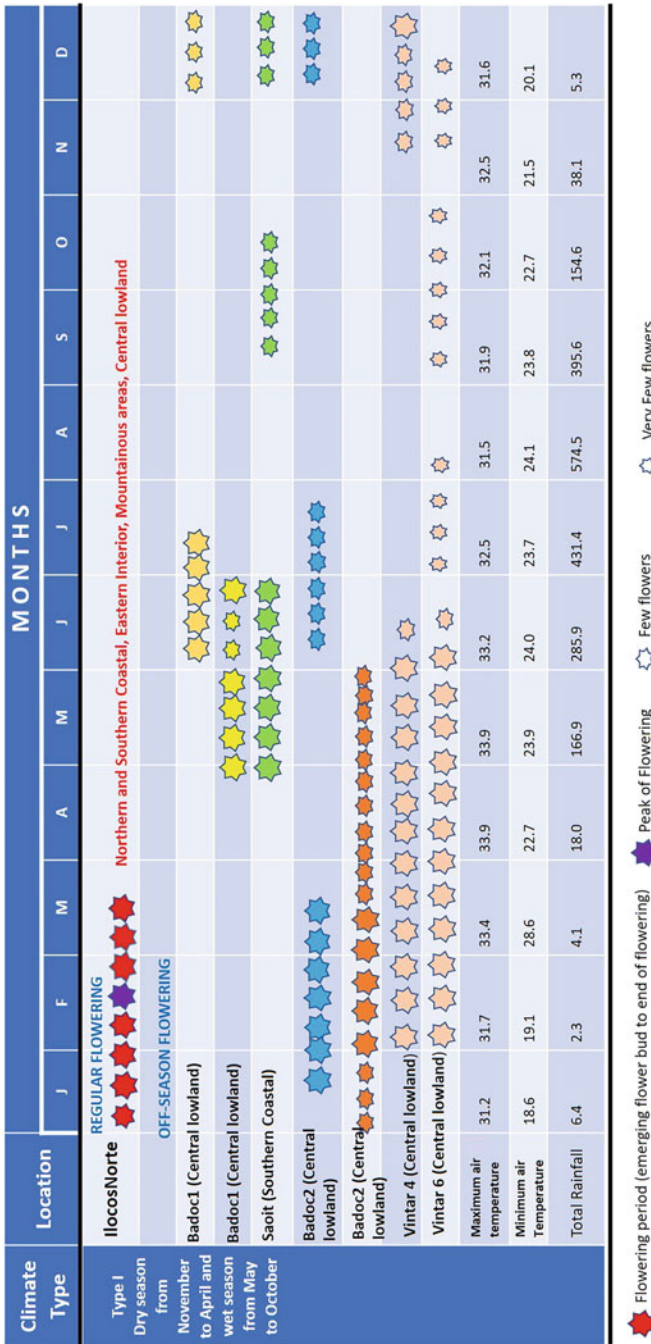 Climate Type
Location
MONTHS
J F M A M J J A S O N D
Type I
Dry season
from
November
to April and
wet season
from May
to October
IlocosNorte
REGULAR FLOWERING
Northern and Southern Coastal, Eastern Interior, Mountainous areas, Central lowland
OFF-SEASON FLOWERING
Badoc1 (Central lowland)
Badoc1 (Central lowland)
Saoit (Southern Coastal)
Badoc2 (Central
lowland)
Badoc2 (Central
lowland)
Vintar 4 (Central lowland)
Vintar 6 (Central lowland)
Maximum air
temperature
31.2 31.7 33.4 33.9 33.9 33.2 32.5 31.5 31.9 32.1 32.5 31.6
Minimum air
Temperature
18.6 19.1 28.6 22.7 23.9 24.0 23.7 24.1 23.8 22.7 21.5 20.1
Total Rainfall
6.4 2.3 4.1 18.0 166.9 285.9 431.4 574.5 395.6 154.6 38.1 5.3
Flowering period (emerging flower bud to end of flowering)
Peak of Flowering
Few flowers
Very Few flowers